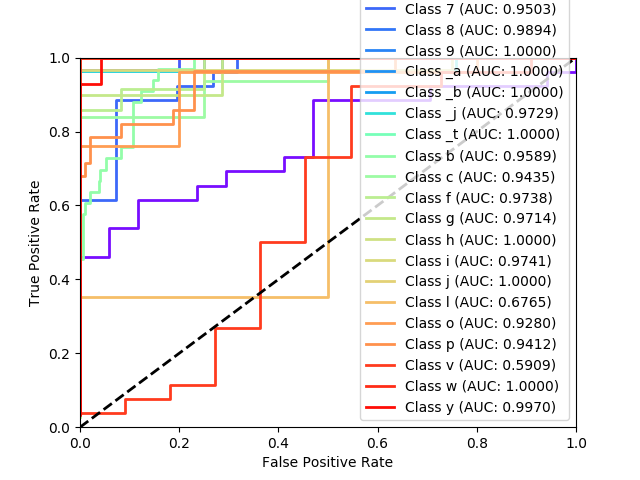 Class 7 (AUC: 0.9503)
Class 8 (AUC: 0.9894)
Class 9 (AUC: 1.0000)
Class _a (AUC: 1.0000)
Class _b (AUC: 1.0000)
Class _j (AUC: 0.9729)
Class _t (AUC: 1.0000)
Class b (AUC: 0.9589)
Class c (AUC: 0.9435)
Class f (AUC: 0.9738)
Class g (AUC: 0.9714)
Class h (AUC: 1.0000)
Class i (AUC: 0.9741)
Class j (AUC: 1.0000)
Class l (AUC: 0.6765)
Class o (AUC: 0.9280)
Class p (AUC: 0.9412)
Class v (AUC: 0.5909)
Class w (AUC: 1.0000)
Class y (AUC: 0.9970)
True Positive Rate
1.0
0.8
0.6
0.4
0.2
0.0
0.0 0.2 0.4 0.6 0.8 1.0
False Positive Rate